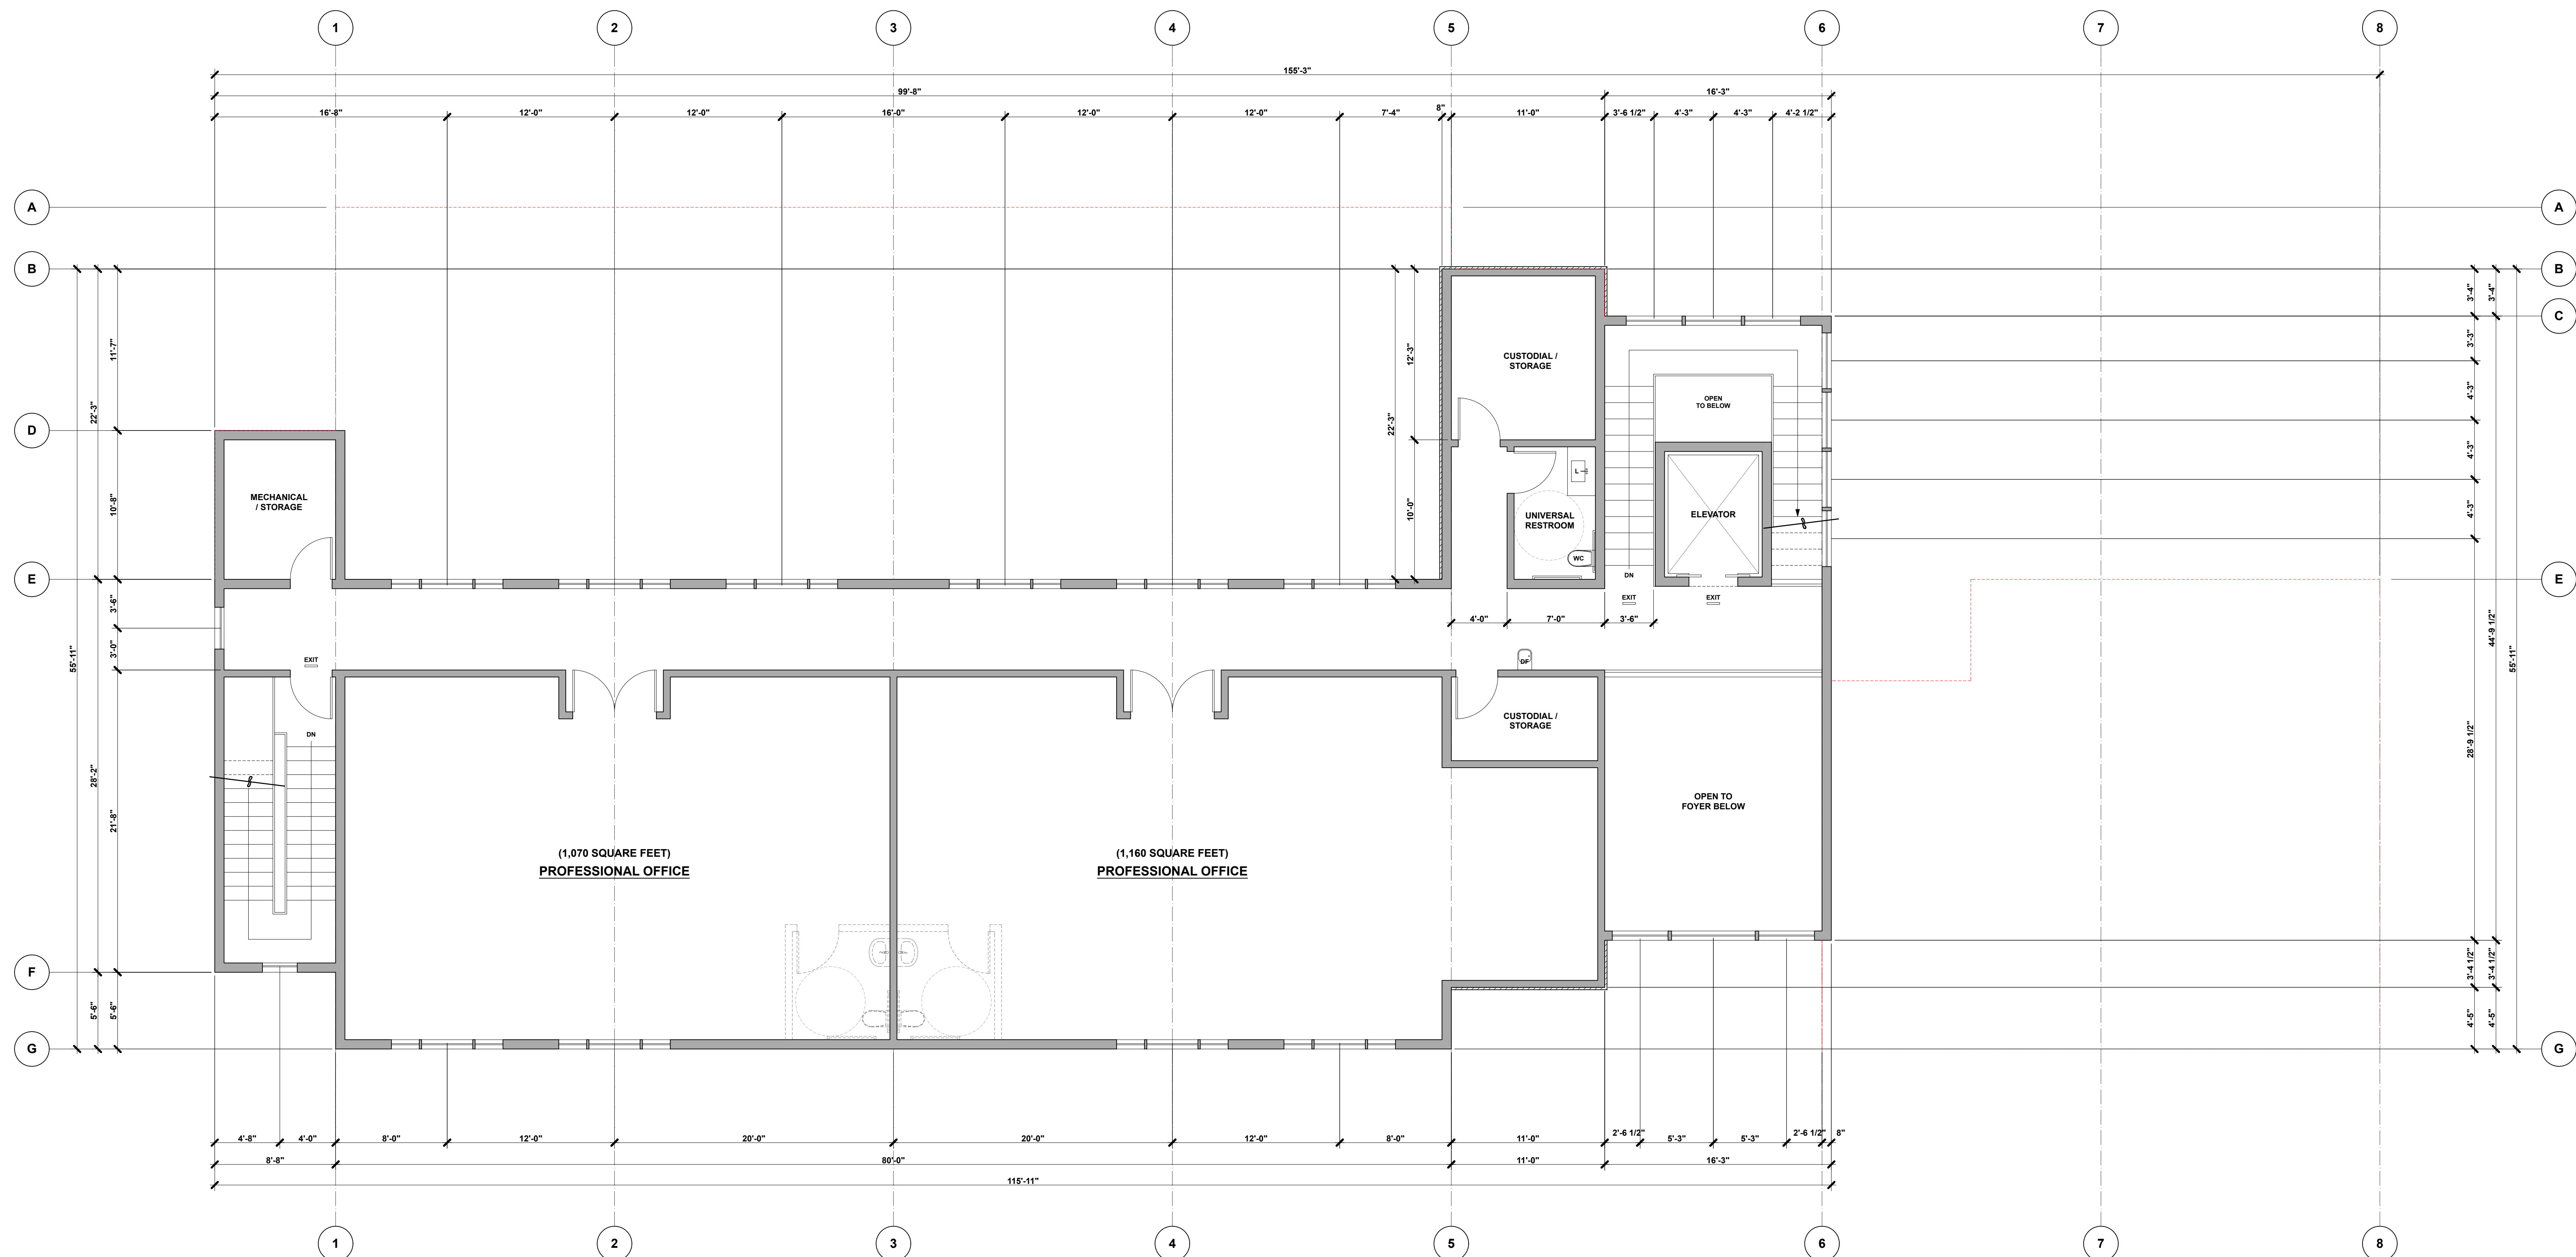 1 2 3 4 5 6 7 8
155'-3"
99'-8" 16'-3"
16'-8" 12'-0" 12'-0" 16'-0" 12'-0" 12'-0" 7'-4" 8" 11'-0" 3'-6 1/2" 4'-3" 4'-3" 4'-2 1/2"
A A
B B
C
D
E E
F
G G
55'-11"
22'-3"
28'-2"
5'-6"
11'-7"
10'-8"
3'-6"
3'-0"
21'-8"
5'-6"
22'-3"
12'-3"
10'-0"
3'-4"
3'-3"
4'-3"
4'-3"
4'-3"
28'-9 1/2"
3'-4 1/2"
4'-5"
3'-4"
44'-9 1/2"
3'-4 1/2"
4'-5"
55'-11"
CUSTODIAL /
STORAGE
OPEN
TO BELOW
MECHANICAL
/ STORAGE
L
UNIVERSAL
RESTROOM
WC
ELEVATOR
DN
EXIT
EXIT
4'-0" 7'-0" 3'-6"
EXIT
DF
DN
CUSTODIAL /
STORAGE
OPEN TO
FOYER BELOW
(1,070 SQUARE FEET)
PROFESSIONAL OFFICE
(1,160 SQUARE FEET)
PROFESSIONAL OFFICE
4'-8" 4'-0" 8'-0" 12'-0" 20'-0" 20'-0" 12'-0" 8'-0" 11'-0" 2'-6 1/2" 5'-3" 5'-3" 2'-6 1/2" 8"
8'-8" 80'-0" 11'-0" 16'-3"
115'-11"
1 2 3 4 5 6 7 8